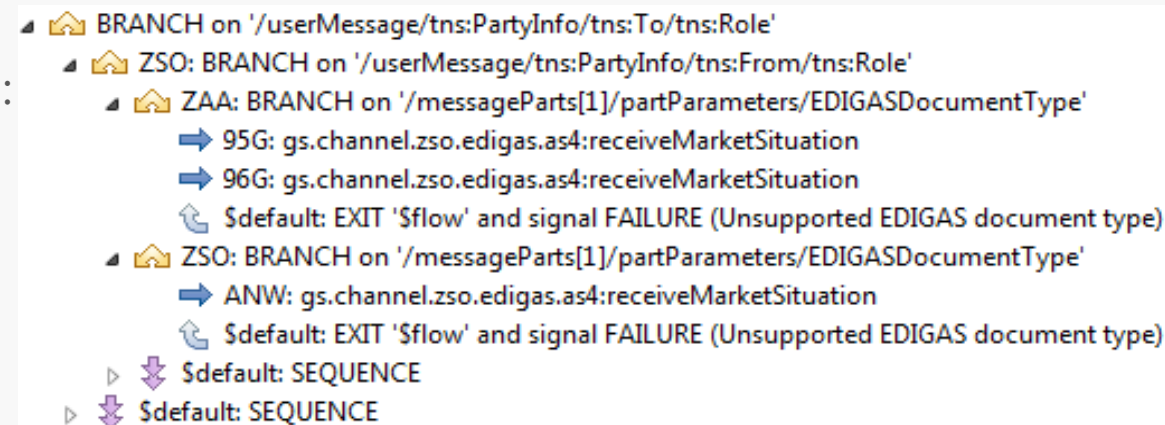 BRANCH on '/userMessage/tns:PartyInfo/tns:To/tns:Role'
ZSO: BRANCH on '/userMessage/tns:PartyInfo/tns:From/tns:Role'
ZAA: BRANCH on '/messageParts[1]/partParameters/EDIGASDocumentType'
95G: gs.channel.zso.edigas.as4:receiveMarketSituation
96G: gs.channel.zso.edigas.as4:receiveMarketSituation
$default: EXIT '$flow' and signal FAILURE (Unsupported EDIGAS document type)
ZSO: BRANCH on '/messageParts[1]/partParameters/EDIGASDocumentType'
ANW: gs.channel.zso.edigas.as4:receiveMarketSituation
$default: EXIT '$flow' and signal FAILURE (Unsupported EDIGAS document type)
$default: SEQUENCE
$default: SEQUENCE